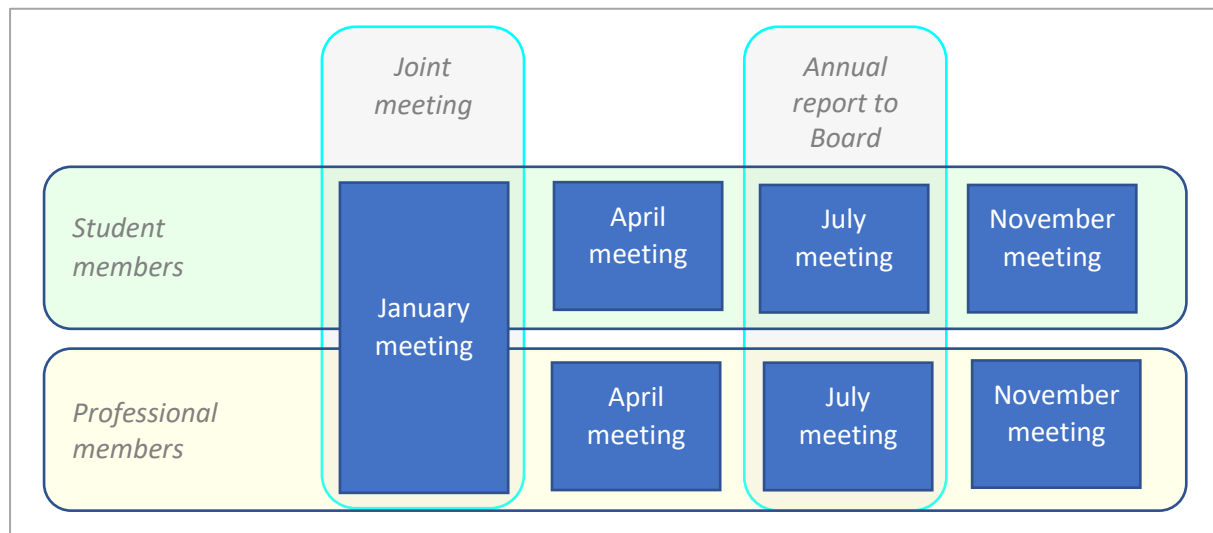 Joint
meeting
Annual
report to
Board
Student
members
January
meeting
April
meeting
July
meeting
November
meeting
Professional
members
April
meeting
July
meeting
November
meeting